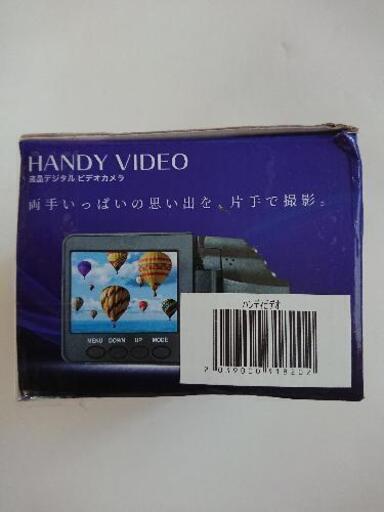 HANDY VIDEO
液晶デジタル ビデオカメラ
両手いっぱいの思い出を、片手で撮影。
ハンディビデオ
MENU DOWN UP MODE